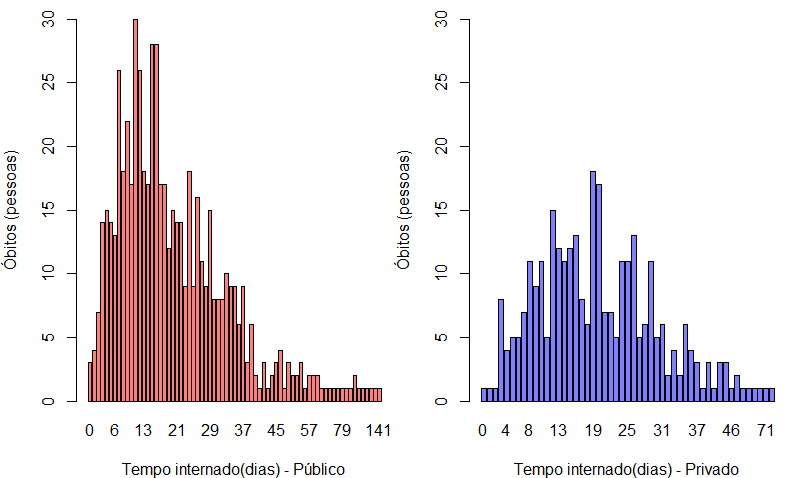 Óbitos (pessoas)
30
25
20
15
10
5
0
0 6 13 21 29 37 45 57 79 141
Tempo internado(dias) - Público
Óbitos (pessoas)
30
25
20
15
10
5
0
0 4 8 13 19 25 31 37 46 71
Tempo internado(dias) - Privado